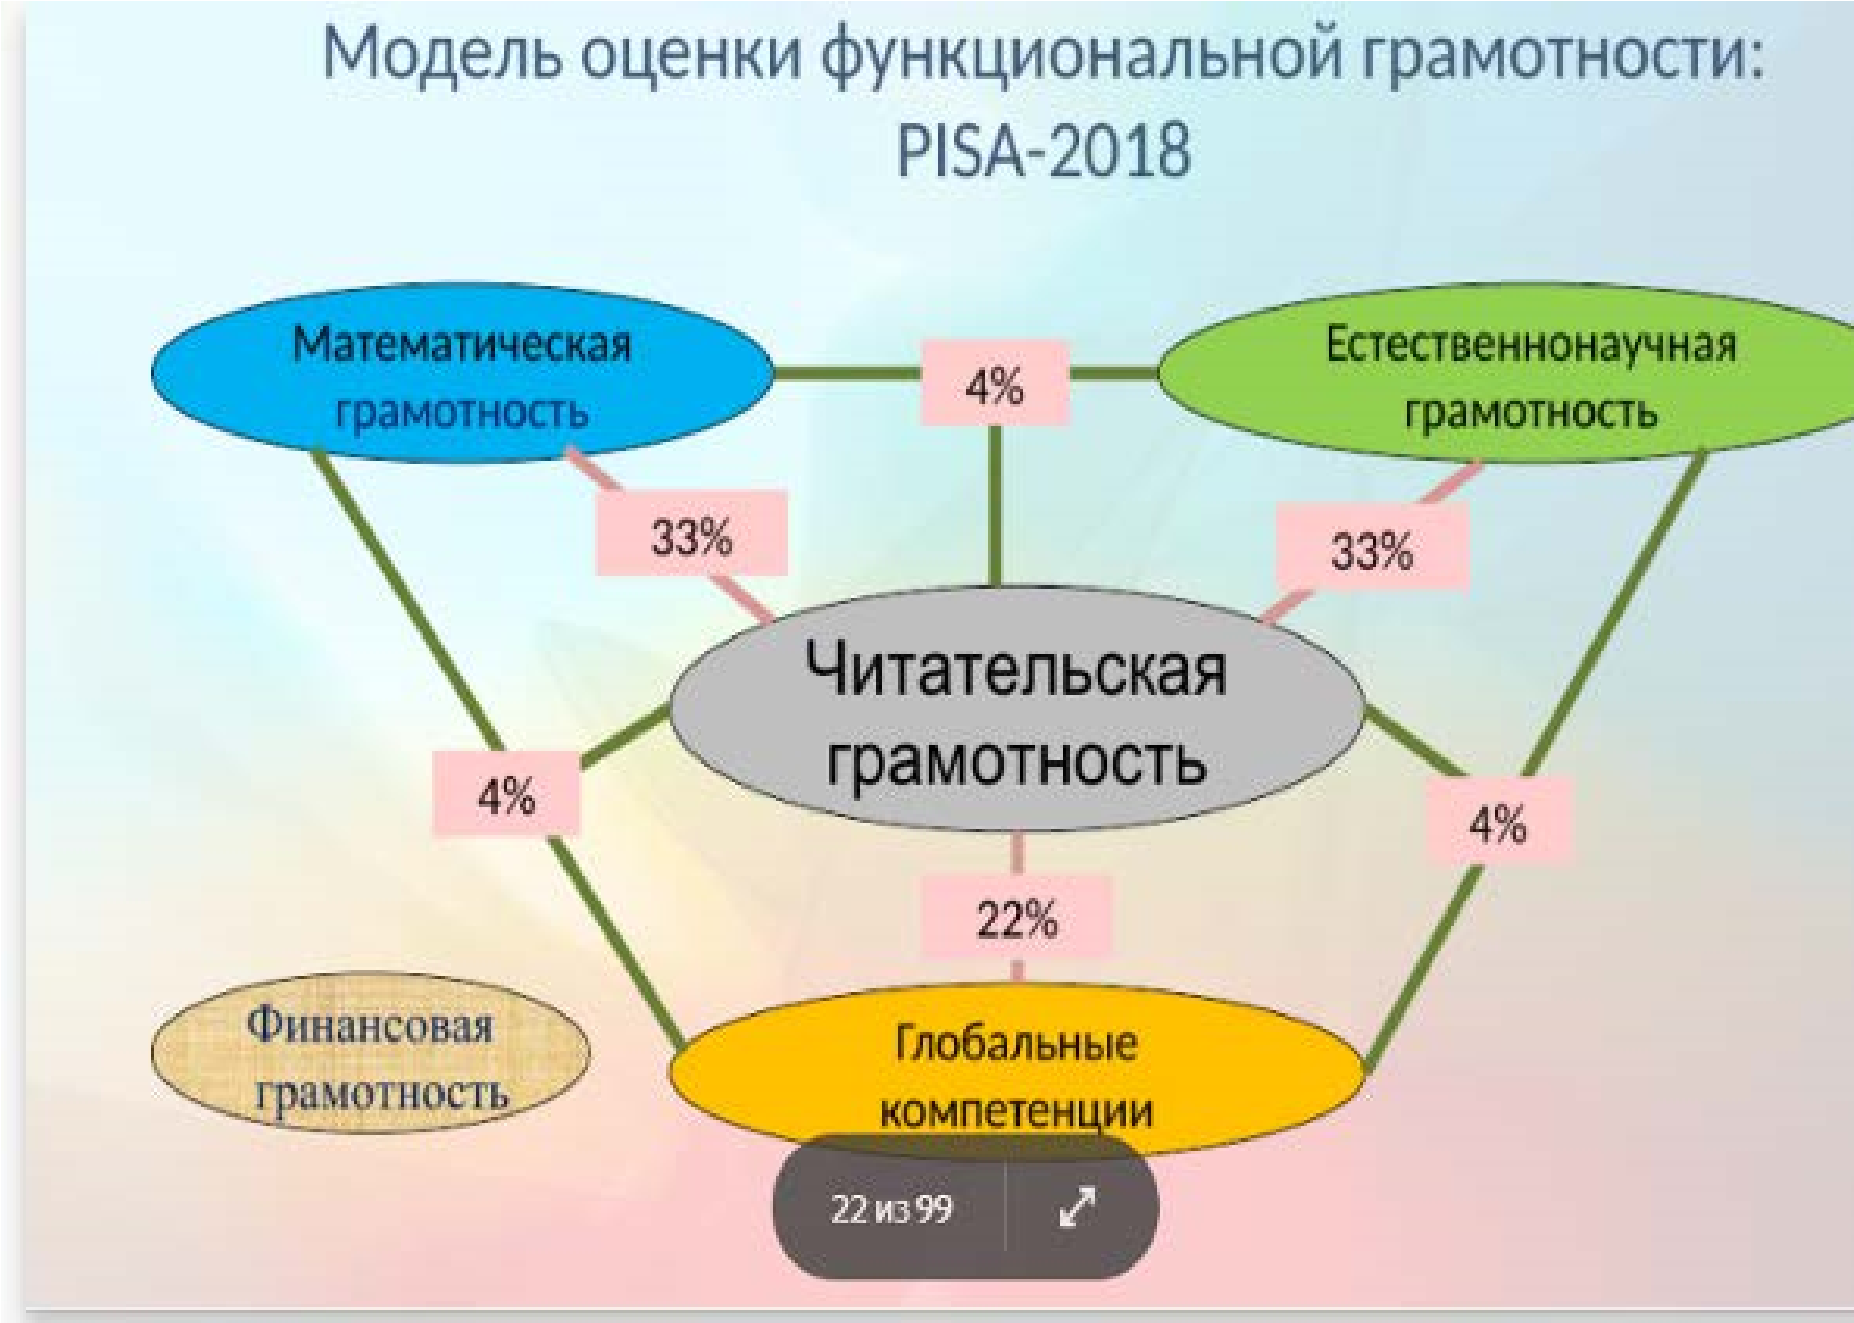 Модель оценки функциональной грамотности:
PISA-2018
Математическая
грамотность
4%
Естественнонаучная
грамотность
33%
33%
Читательская
грамотность
4%
4%
22%
Финансовая
грамотность
Глобальные
компетенции
22 из 99